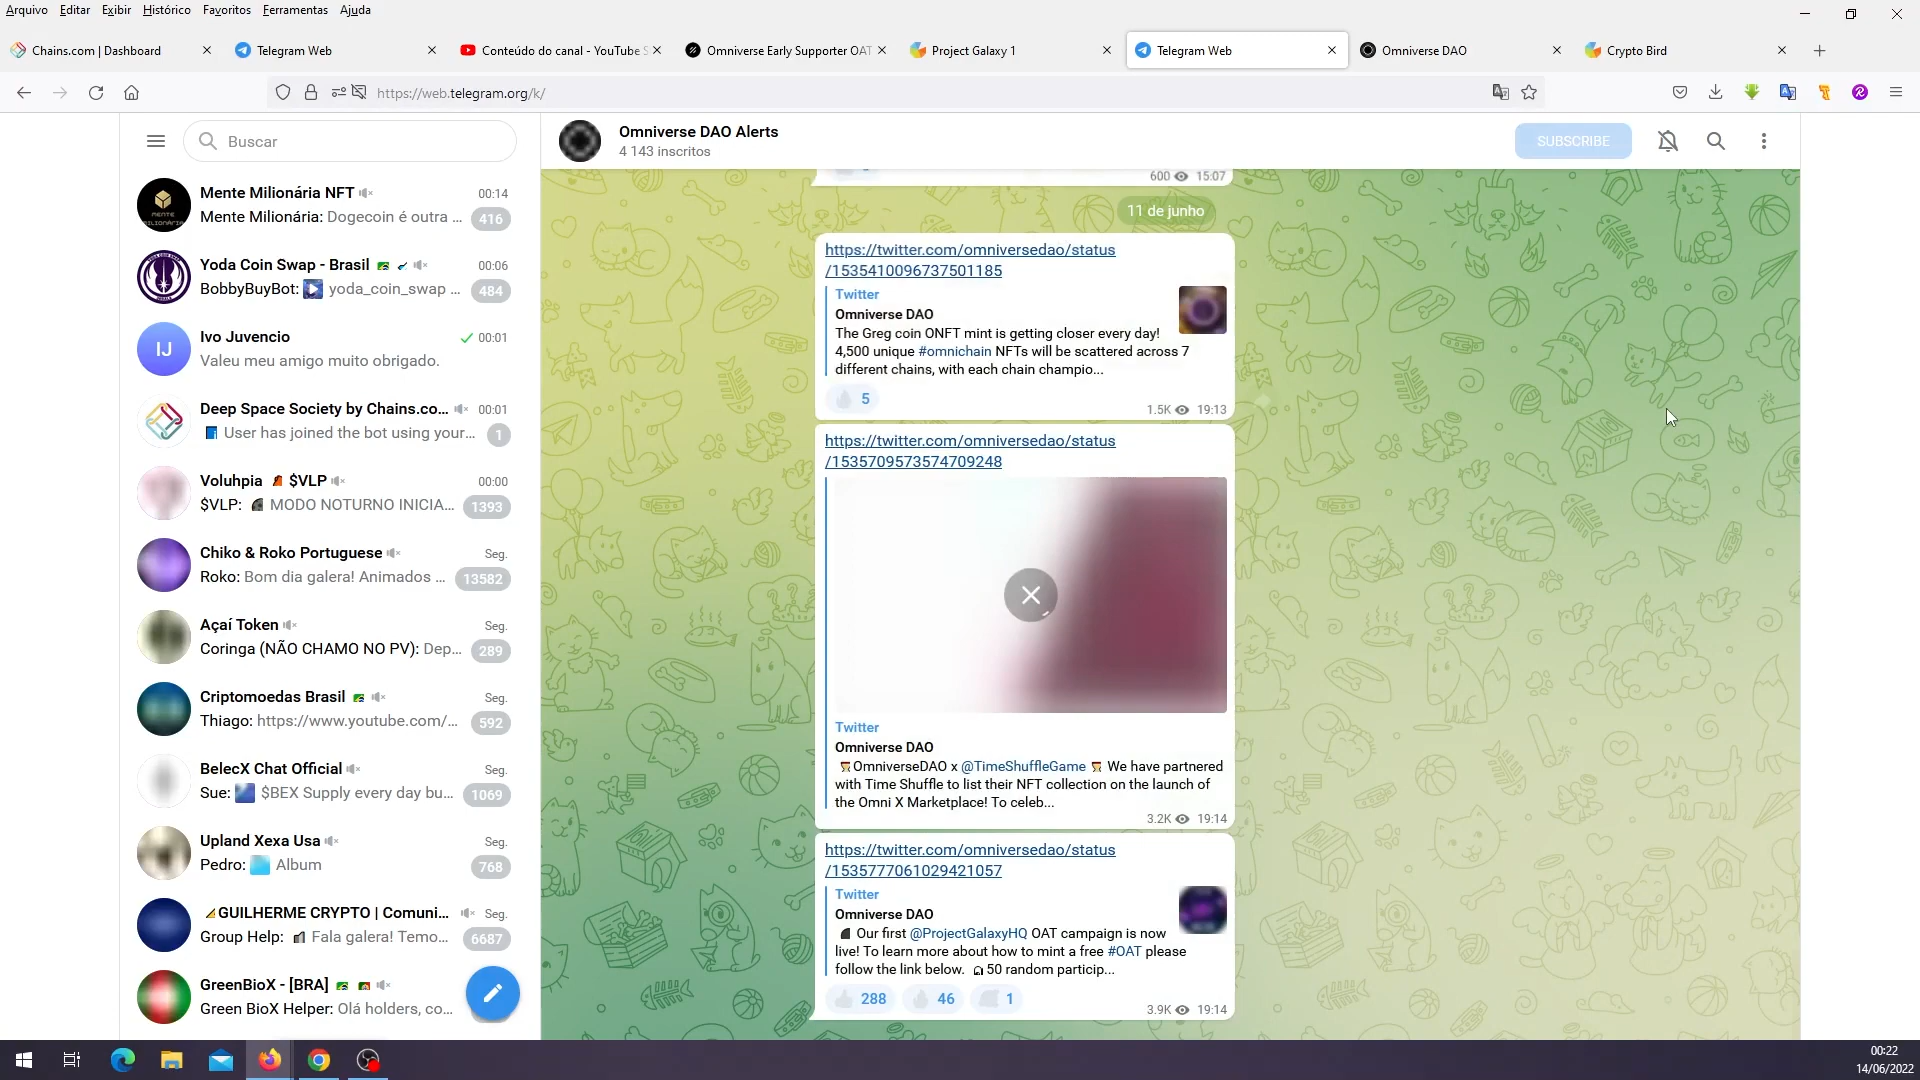 Arquivo Editar Exibir Histórico Favoritos Ferramentas Ajuda
Chains.com | Dashboard
Telegram Web
Conteúdo do canal - YouTube
Omniverse Early Supporter OAT
Project Galaxy 1
Telegram Web
Omniverse DAO
Crypto Bird
https://web.telegram.org/k/
Buscar
Mente Milionária NFT 00:14
Mente Milionária: Dogecoin é outra ... 416
Yoda Coin Swap - Brasil 00:06
BobbyBuyBot: yoda_coin_swap ... 484
IJ
Ivo Juvencio 00:01
Valeu meu amigo muito obrigado.
Deep Space Society by Chains.co... 00:01
User has joined the bot using your... 1
Voluhpia $VLP 00:00
$VLP: MODO NOTURNO INICIA... 1393
Chiko & Roko Portuguese Seg.
Roko: Bom dia galera! Animados ... 13582
Açaí Token Seg.
Coringa (NÃO CHAMO NO PV): Dep... 289
Criptomoedas Brasil Seg.
Thiago: https://www.youtube.com/... 592
BelecX Chat Official Seg.
Sue: $BEX Supply every day bu... 1069
Upland Xexa Usa Seg.
Pedro: Album 768
GUILHERME CRYPTO | Comuni... Seg.
Group Help: Fala galera! Temo... 6687
GreenBioX - [BRA]
Green BioX Helper: Olá holders, co...
Omniverse DAO Alerts
4 143 inscritos
SUBSCRIBE
600 15:07
11 de junho
https://twitter.com/omniversedao/status
/1535410096737501185
Twitter
Omniverse DAO
The Greg coin ONFT mint is getting closer every day!
4,500 unique #omnichain NFTs will be scattered across 7
different chains, with each chain champio...
5
1.5K 19:13
https://twitter.com/omniversedao/status
/1535709573574709248
Twitter
Omniverse DAO
OmniverseDAO x @TimeShuffleGame We have partnered
with Time Shuffle to list their NFT collection on the launch of
the Omni X Marketplace! To celeb...
3.2K 19:14
https://twitter.com/omniversedao/status
/1535777061029421057
Twitter
Omniverse DAO
Our first @ProjectGalaxyHQ OAT campaign is now
live! To learn more about how to mint a free #OAT please
follow the link below. 50 random particip...
288 46 1
3.9K 19:14
00:22
14/06/2022